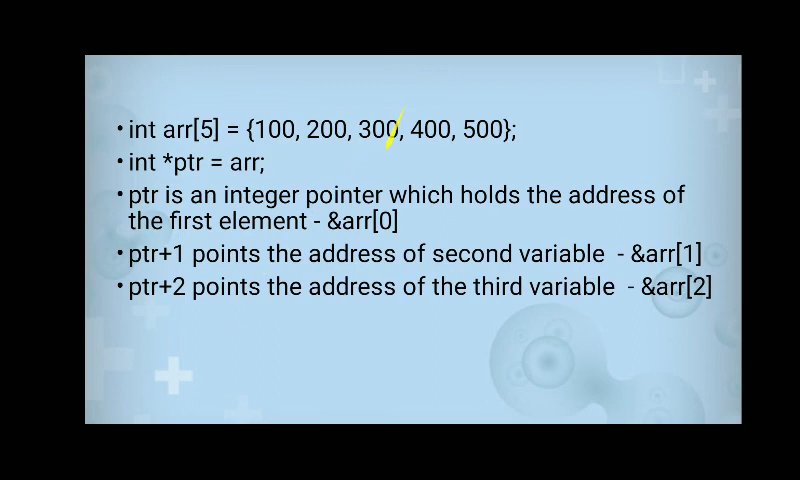 • int arr[5] = {100, 200, 300, 400, 500};
• int *ptr = arr;
• ptr is an integer pointer which holds the address of
the first element - &arr[0]
• ptr+1 points the address of second variable - &arr[1]
• ptr+2 points the address of the third variable - &arr[2]